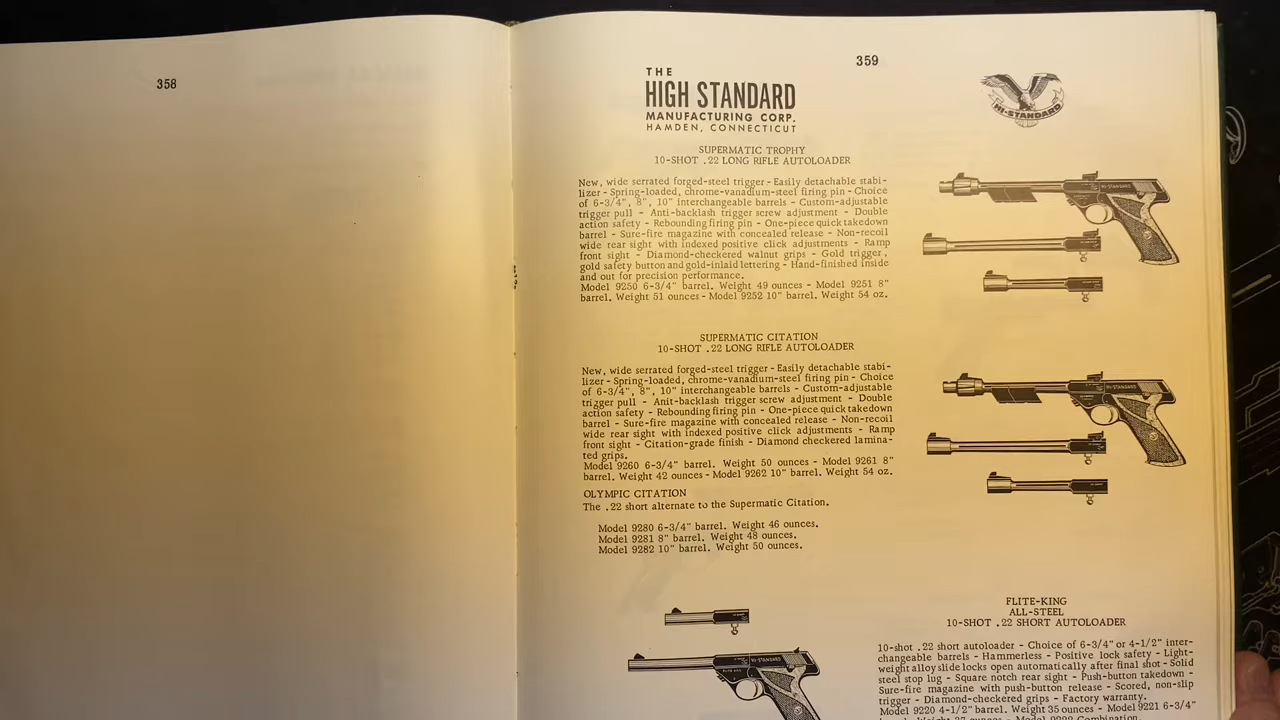 358
359
THE
HIGH STANDARD
MANUFACTURING CORP.
HAMDEN, CONNECTICUT
HI-STANDARD
SUPERMATIC TROPHY
10-SHOT .22 LONG RIFLE AUTOLOADER
New, wide serrated forged-steel trigger - Easily detachable stabi-
lizer - Spring-loaded, chrome-vanadium-steel firing pin - Choice
of 6-3/4", 8", 10" interchangeable barrels - Custom-adjustable
trigger pull - Anti-backlash trigger screw adjustment - Double
action safety - Rebounding firing pin - One-piece quick takedown
barrel - Sure-fire magazine with concealed release - Non-recoil
wide rear sight with indexed positive click adjustments - Ramp
front sight - Diamond-checkered walnut grips - Gold trigger,
gold safety button and gold-inlaid lettering - Hand-finished inside
and out for precision performance.
Model 9250 6-3/4" barrel. Weight 49 ounces - Model 9251 8"
barrel. Weight 51 ounces - Model 9252 10" barrel. Weight 54 oz.
HI-STANDARD
SUPERMATIC CITATION
10-SHOT .22 LONG RIFLE AUTOLOADER
New, wide serrated forged-steel trigger - Easily detachable stabi-
lizer - Spring-loaded, chrome-vanadium-steel firing pin - Choice
of 6-3/4", 8", 10" interchangeable barrels - Custom-adjustable
trigger pull - Anit-backlash trigger screw adjustment - Double
action safety - Rebounding firing pin - One-piece quick takedown
barrel - Sure-fire magazine with concealed release - Non-recoil
wide rear sight with indexed positive click adjustments - Ramp
front sight - Citation-grade finish - Diamond checkered lamina-
ted grips.
Model 9260 6-3/4" barrel. Weight 50 ounces - Model 9261 8"
barrel. Weight 42 ounces - Model 9262 10" barrel. Weight 54 oz.
HI-STANDARD
OLYMPIC CITATION
The .22 short alternate to the Supermatic Citation.
Model 9280 6-3/4" barrel. Weight 46 ounces.
Model 9281 8" barrel. Weight 48 ounces.
Model 9282 10" barrel. Weight 50 ounces.
HI-STANDARD
FLITE-KING
ALL-STEEL
10-SHOT .22 SHORT AUTOLOADER
10-shot .22 short autoloader - Choice of 6-3/4" or 4-1/2" inter-
changeable barrels - Hammerless - Positive lock safety - Light-
weight alloy slide locks open automatically after final shot - Solid
steel stop lug - Square notch rear sight - Push-button takedown -
Sure-fire magazine with push-button release - Scored, non-slip
trigger - Diamond-checkered grips - Factory warranty.
Model 9220 4-1/2" barrel. Weight 35 ounces - Model 9221 6-3/4"